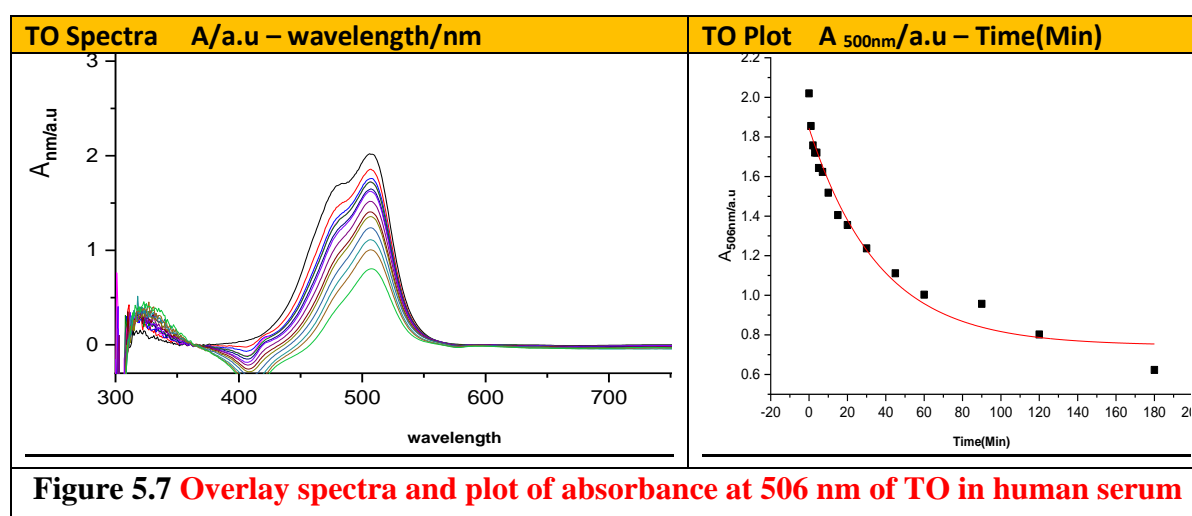 TO Spectra A/a.u – wavelength/nm
TO Plot A 500nm/a.u – Time(Min)
3
2
1
0
A nm/a.u
300 400 500 600 700
wavelength
2.2
2.0
1.8
1.6
1.4
1.2
1.0
0.8
0.6
A506nm/a.u
-20 0 20 40 60 80 100 120 140 160 180
Time(Min)
Figure 5.7 Overlay spectra and plot of absorbance at 506 nm of TO in human serum